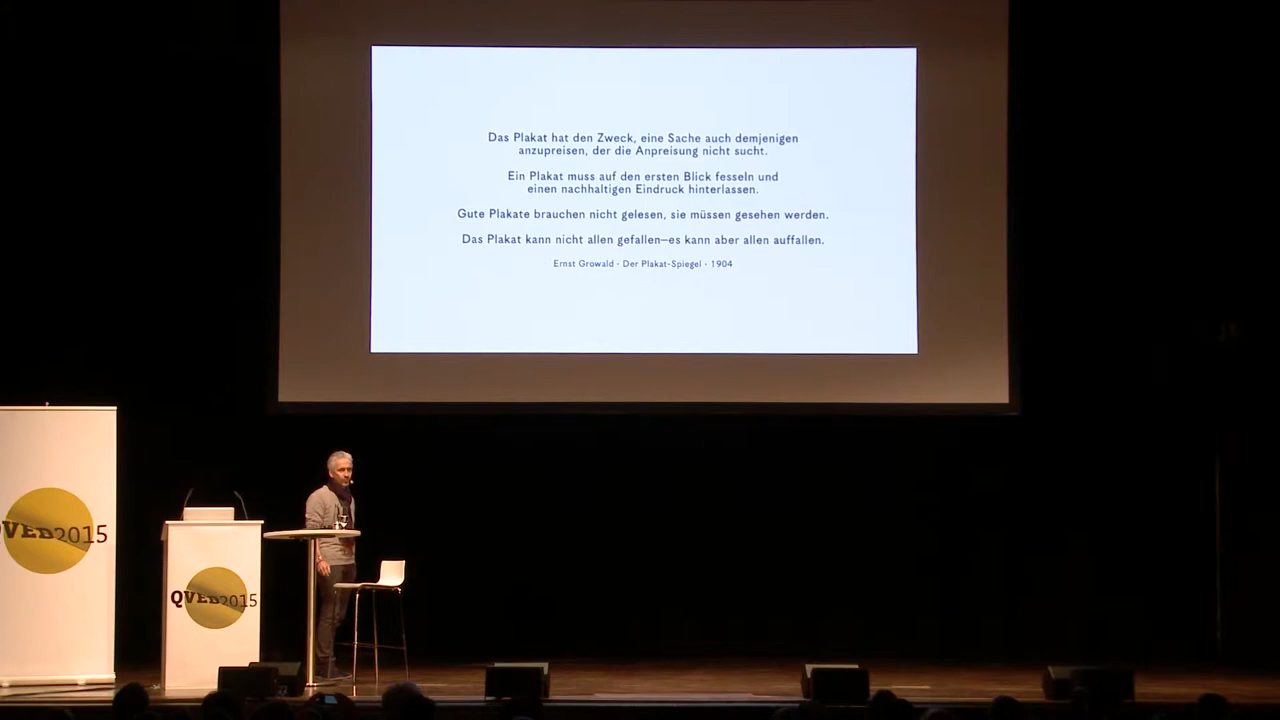 Das Plakat hat den Zweck, eine Sache auch demjenigen
anzupreisen, der die Anpreisung nicht sucht.
Ein Plakat muss auf den ersten Blick fesseln und
einen nachhaltigen Eindruck hinterlassen.
Gute Plakate brauchen nicht gelesen, sie müssen gesehen werden.
Das Plakat kann nicht allen gefallen—es kann aber allen auffallen.
Ernst Growald · Der Plakat-Spiegel · 1904
QVED2015
QVED2015